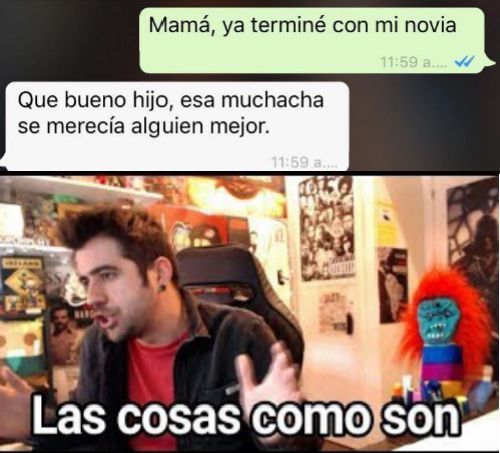 Mamá, ya terminé con mi novia
11:59 a....
Que bueno hijo, esa muchacha
se merecía alguien mejor.
11:59 a....
Las cosas como son